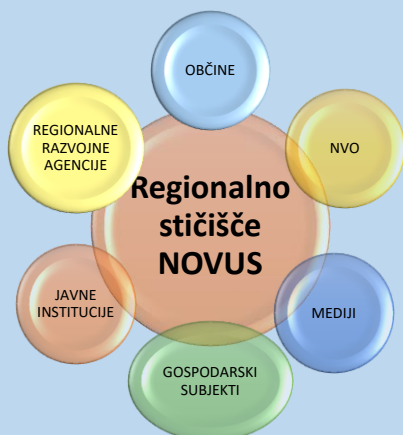 OBČINE
REGIONALNE
RAZVOJNE
AGENCIJE
NVO
Regionalno
stičišče
NOVUS
JAVNE
INSTITUCIJE
MEDIJI
GOSPODARSKI
SUBJEKTI